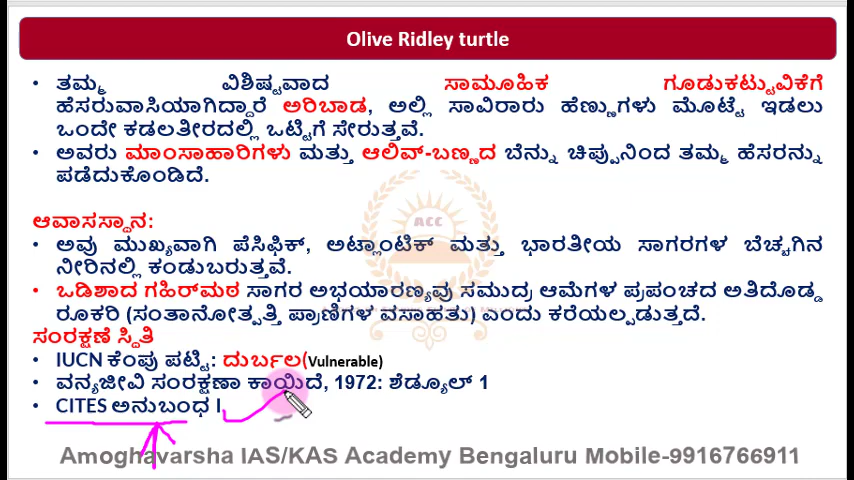 Olive Ridley turtle
• ತಮ್ಮ ವಿಶಿಷ್ಟವಾದ ಸಾಮೂಹಿಕ ಗೂಡುಕಟ್ಟುವಿಕೆಗೆ
ಹೆಸರುವಾಸಿಯಾಗಿದ್ದಾರೆ ಅರಿಬಾಡ, ಅಲ್ಲಿ ಸಾವಿರಾರು ಹೆಣ್ಣುಗಳು ಮೊಟ್ಟೆ ಇಡಲು
ಒಂದೇ ಕಡಲತೀರದಲ್ಲಿ ಒಟ್ಟಿಗೆ ಸೇರುತ್ತವೆ.
• ಅವರು ಮಾಂಸಾಹಾರಿಗಳು ಮತ್ತು ಆಲಿವ್-ಬಣ್ಣದ ಬೆನ್ನು ಚಿಪ್ಪುನಿಂದ ತಮ್ಮ ಹೆಸರನ್ನು
ಪಡೆದುಕೊಂಡಿದೆ.
ಆವಾಸಸ್ಥಾನ:
• ಅವು ಮುಖ್ಯವಾಗಿ ಪೆಸಿಫಿಕ್, ಅಟ್ಲಾಂಟಿಕ್ ಮತ್ತು ಭಾರತೀಯ ಸಾಗರಗಳ ಬೆಚ್ಚಗಿನ
ನೀರಿನಲ್ಲಿ ಕಂಡುಬರುತ್ತವೆ.
• ಒಡಿಶಾದ ಗಹಿರ್‌ಮಠ ಸಾಗರ ಅಭಯಾರಣ್ಯವು ಸಮುದ್ರ ಆಮೆಗಳ ಪ್ರಪಂಚದ ಅತಿದೊಡ್ಡ
ರೂಕರಿ (ಸಂತಾನೋತ್ಪತ್ತಿ ಪ್ರಾಣಿಗಳ ವಸಾಹತು) ಎಂದು ಕರೆಯಲ್ಪಡುತ್ತದೆ.
ಸಂರಕ್ಷಣೆ ಸ್ಥಿತಿ
• IUCN ಕೆಂಪು ಪಟ್ಟಿ: ದುರ್ಬಲ(Vulnerable)
• ವನ್ಯಜೀವಿ ಸಂರಕ್ಷಣಾ ಕಾಯಿದೆ, 1972: ಶೆಡ್ಯೂಲ್ 1
• CITES ಅನುಬಂಧ I
ACC
Amoghavarsha IAS/KAS Academy Bengaluru Mobile-9916766911